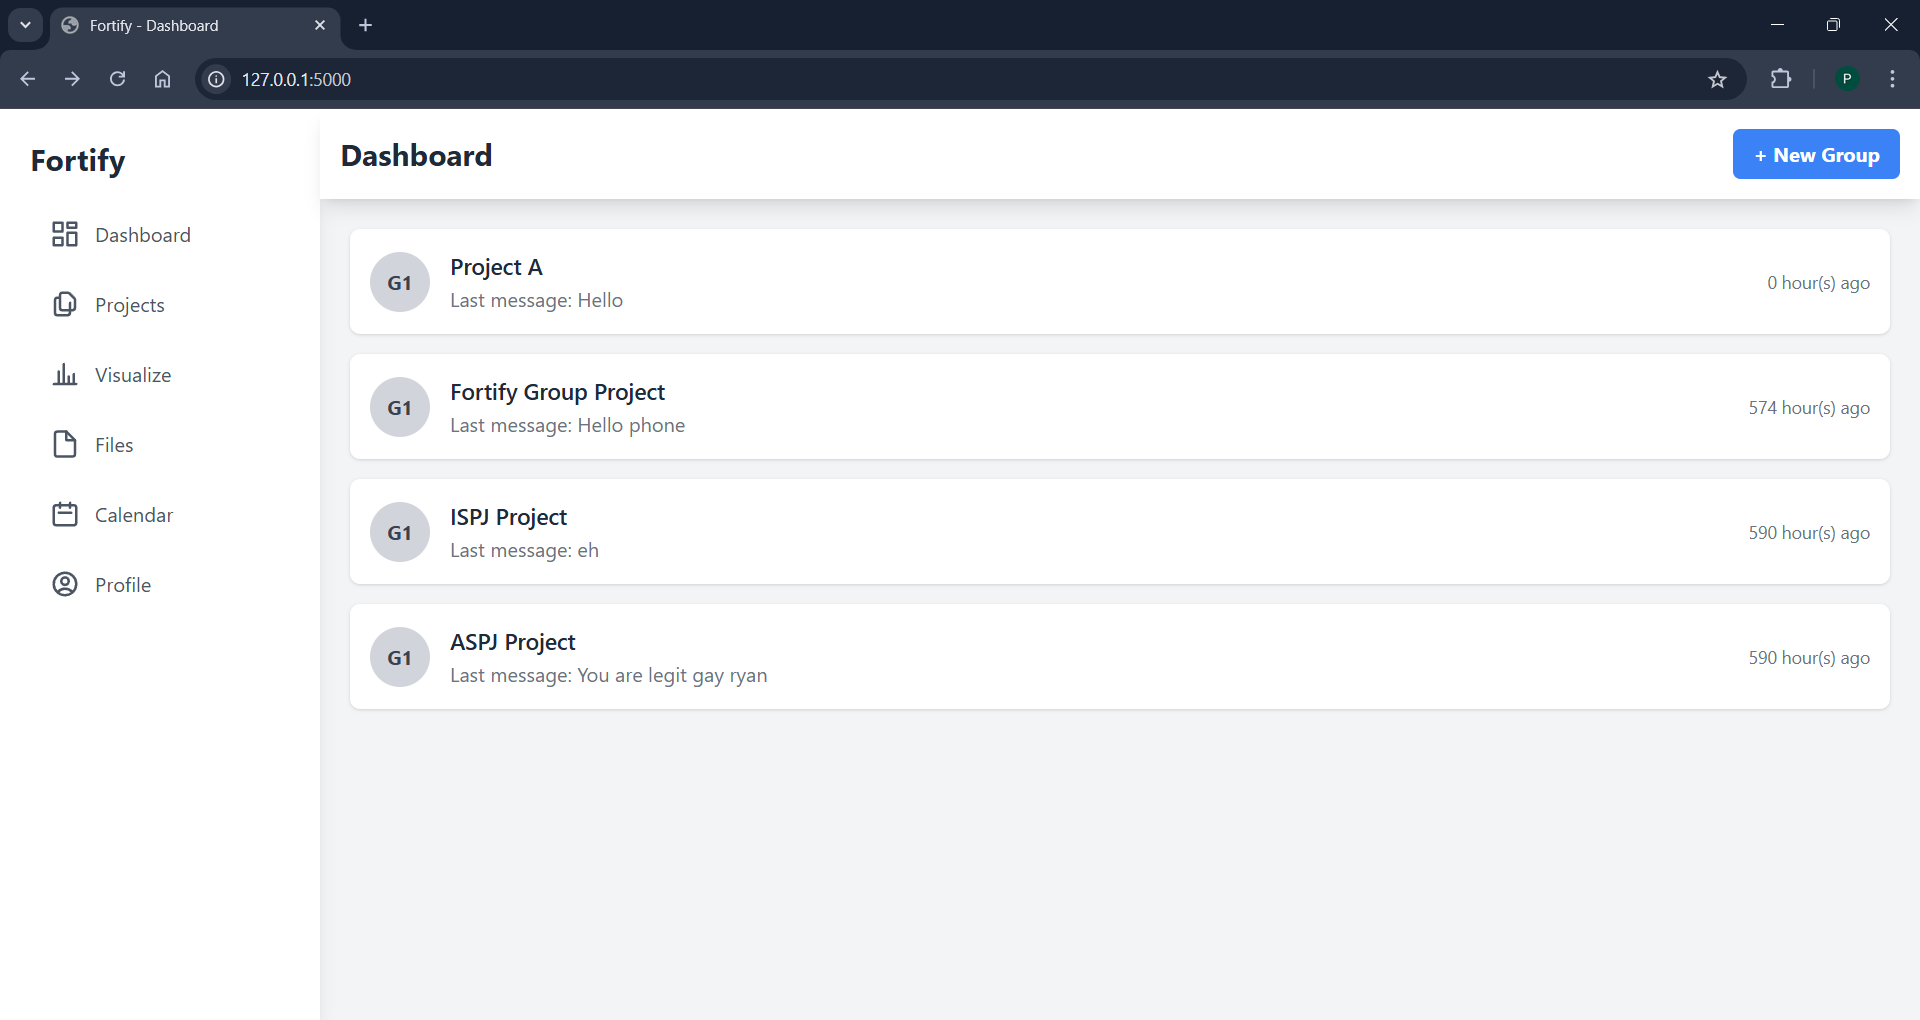 Fortify - Dashboard
127.0.0.1:5000
P
Fortify
Dashboard
Projects
Visualize
Files
Calendar
Profile
Dashboard
+ New Group
G1
Project A
Last message: Hello
0 hour(s) ago
G1
Fortify Group Project
Last message: Hello phone
574 hour(s) ago
G1
ISPJ Project
Last message: eh
590 hour(s) ago
G1
ASPJ Project
Last message: You are legit gay ryan
590 hour(s) ago